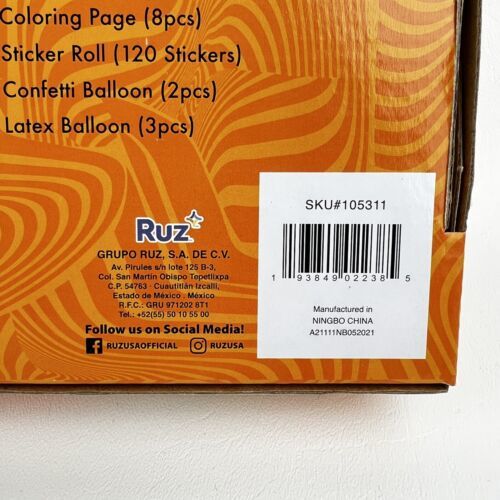 Coloring Page (8pcs)
Sticker Roll (120 Stickers)
Confetti Balloon (2pcs)
Latex Balloon (3pcs)
Ruz
GRUPO RUZ, S.A. DE C.V.
Av. Pirules s/n lote 125 B-3,
Col. San Martín Obispo Tepetlixpa
C.P. 54763 · Cuautitlán Izcalli,
Estado de México . México
R.F.C.: GRU 971202 8T1
Tel.: +52(55) 50 10 55 00
Follow us on Social Media!
RUZUSAOFFICIAL RUZUSA
SKU#105311
1 93849 02238 5
Manufactured in
NINGBO CHINA
A21111NB052021